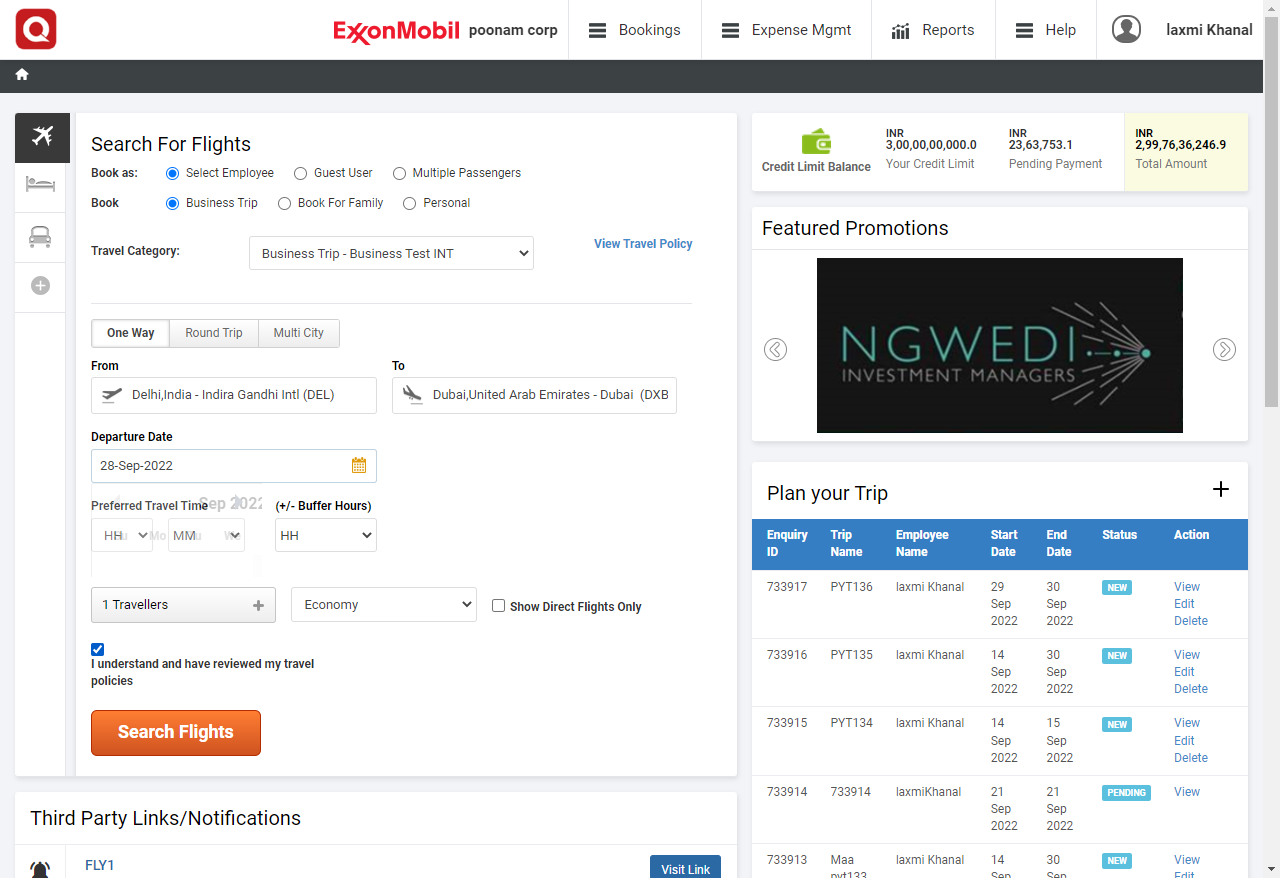 Q
ExxonMobil poonam corp
Bookings
Expense Mgmt
Reports
Help
laxmi Khanal
Search For Flights
Book as: Select Employee Guest User Multiple Passengers
Book Business Trip Book For Family Personal
Travel Category: Business Trip - Business Test INT View Travel Policy
One Way Round Trip Multi City
From To
Delhi,India - Indira Gandhi Intl (DEL) Dubai,United Arab Emirates - Dubai (DXB
Departure Date
28-Sep-2022
Sep 2022
Preferred Travel Time (+/- Buffer Hours)
HH MM HH
Mo
1 Travellers Economy Show Direct Flights Only
I understand and have reviewed my travel
policies
Search Flights
Third Party Links/Notifications
FLY1 Visit Link
Credit Limit Balance
INR
3,00,00,00,000.0
Your Credit Limit
INR
23,63,753.1
Pending Payment
INR
2,99,76,36,246.9
Total Amount
Featured Promotions
NGWEDI
INVESTMENT MANAGERS
Plan your Trip
Enquiry Trip Employee Start End Status Action
ID Name Name Date Date
733917 PYT136 laxmi Khanal 29 30 NEW View
Sep Sep Edit
2022 2022 Delete
733916 PYT135 laxmi Khanal 14 30 NEW View
Sep Sep Edit
2022 2022 Delete
733915 PYT134 laxmi Khanal 14 15 NEW View
Sep Sep Edit
2022 2022 Delete
733914 733914 laxmiKhanal 21 21 PENDING View
Sep Sep
2022 2022
733913 Maa laxmi Khanal 14 30 NEW View
pyt133 Sep Sep Edit